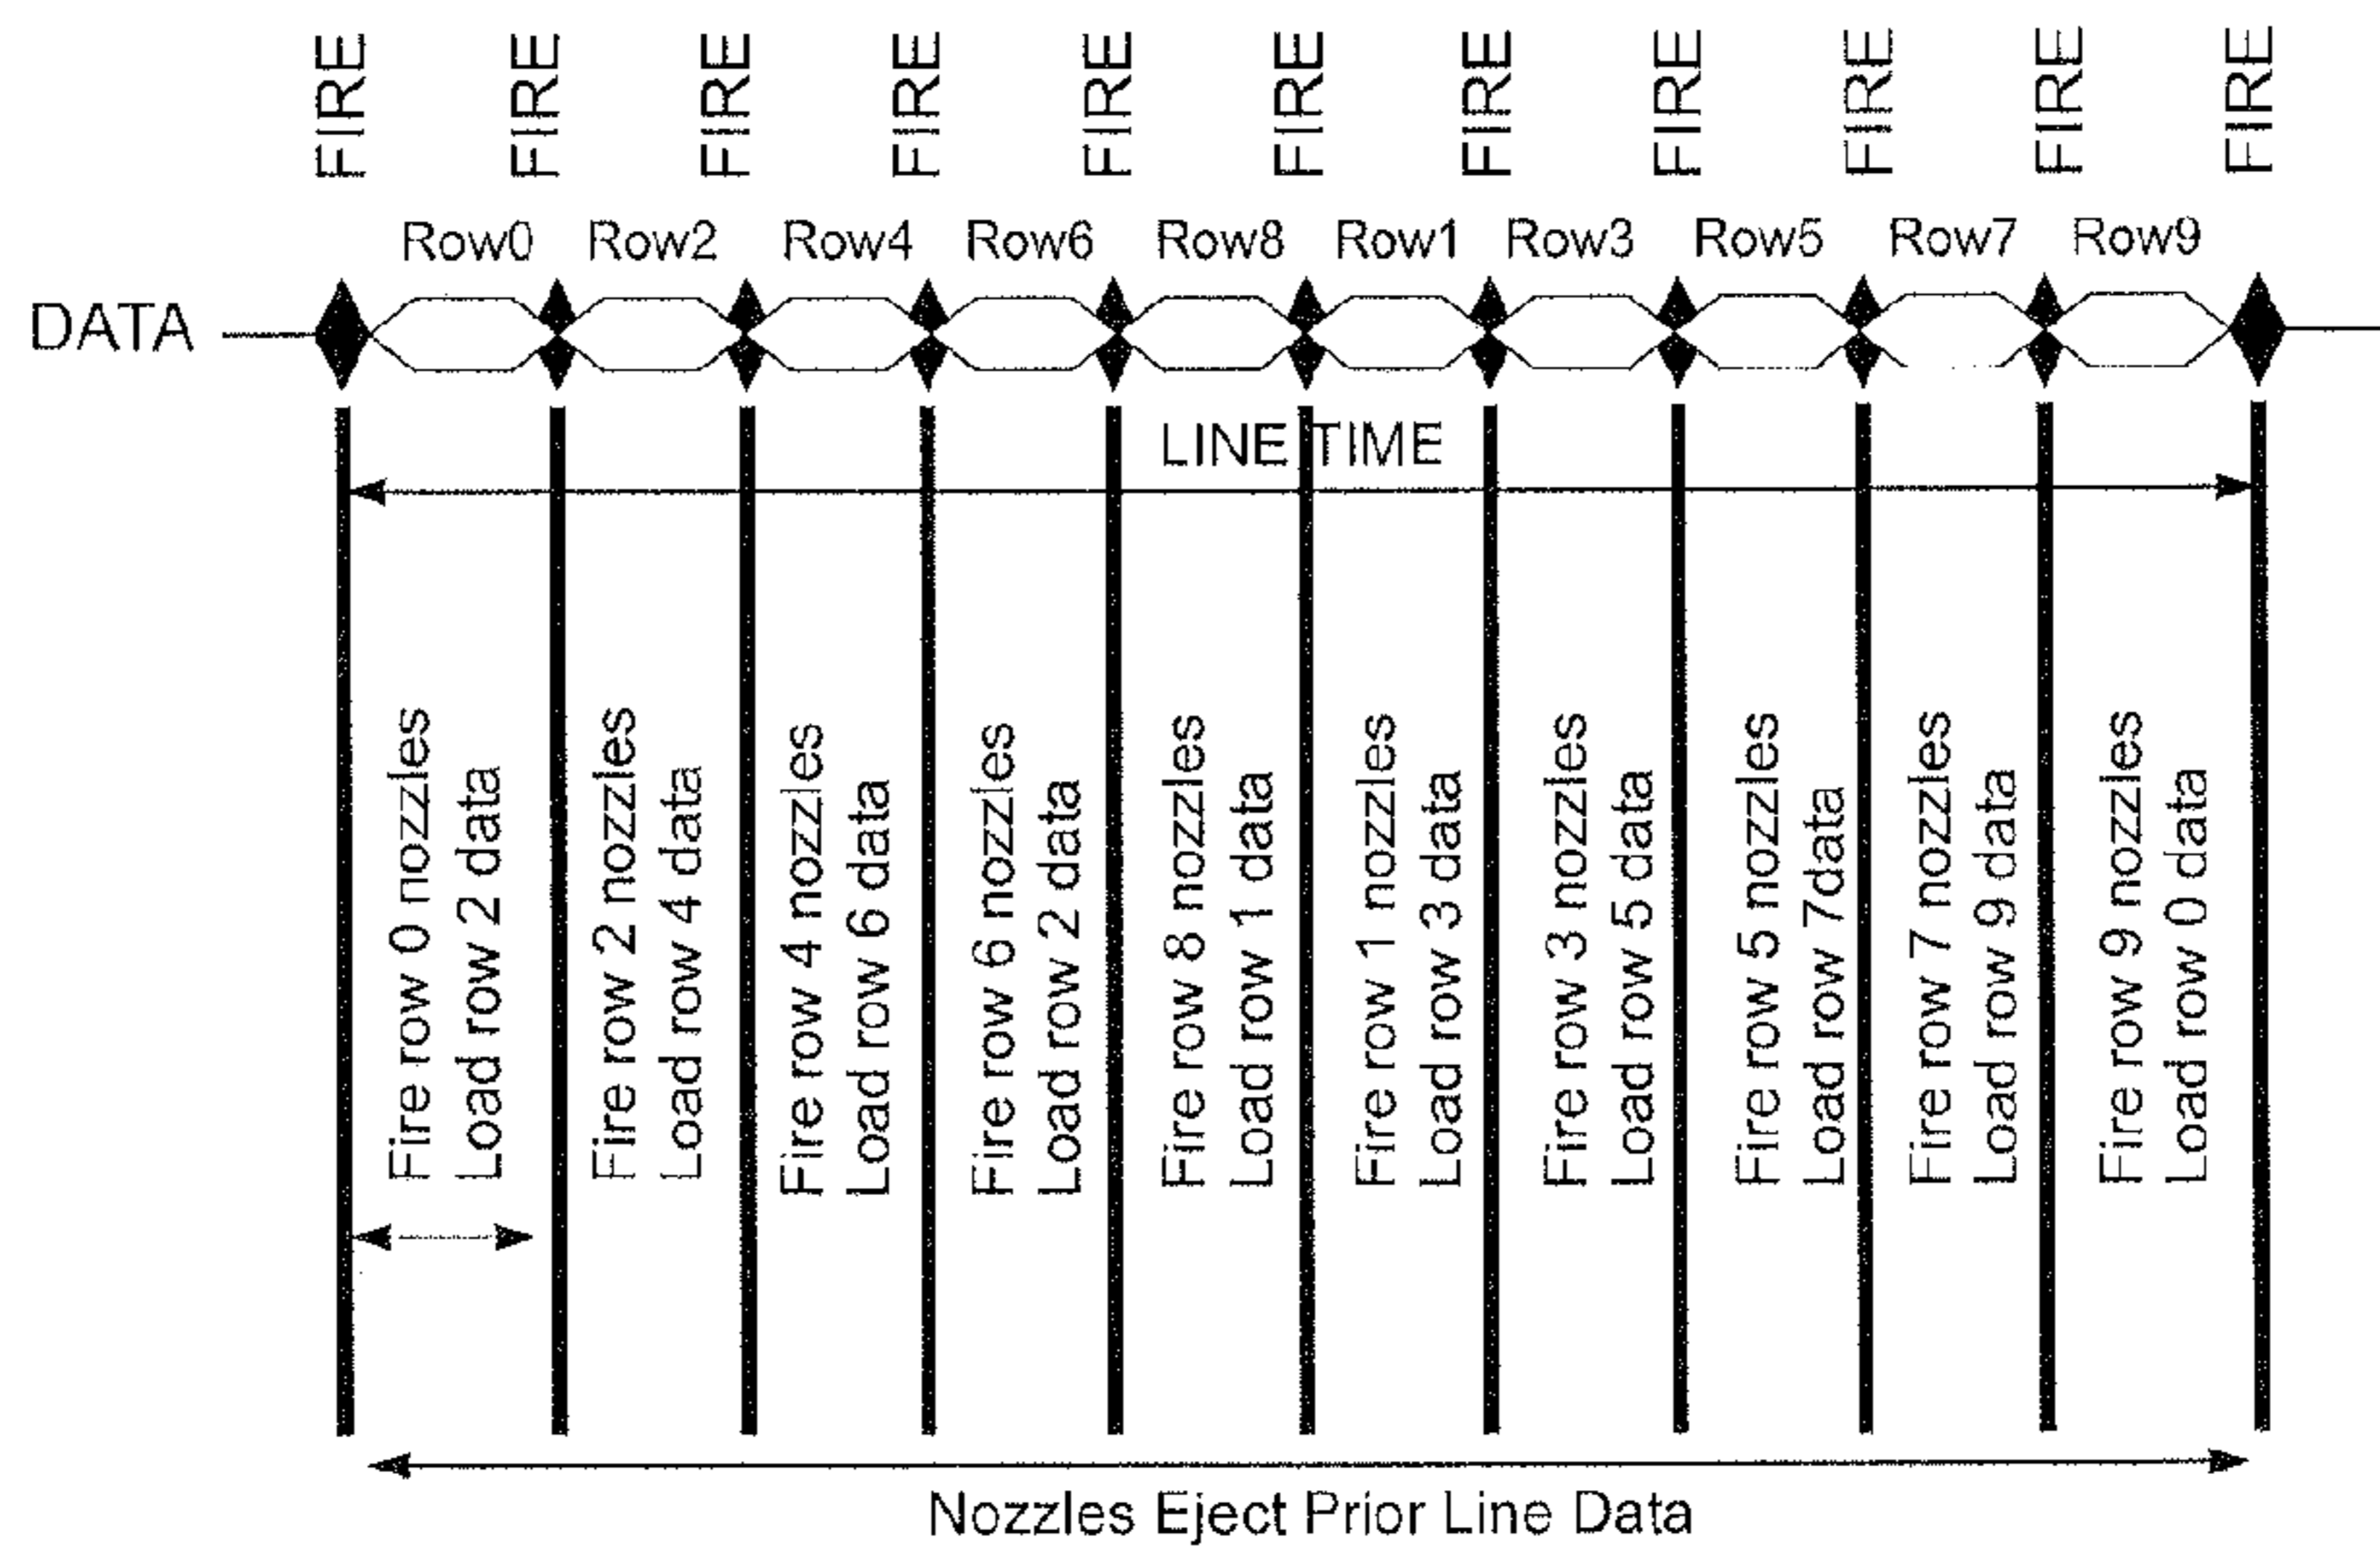 FIRE
FIRE
FIRE
FIRE
FIRE
FIRE
FIRE
FIRE
FIRE
FIRE
FIRE
Row0
Row2
Row4
Row6
Row8
Row1
Row3
Row5
Row7
Row9
DATA
LINE TIME
Fire row 0 nozzles
Load row 2 data
Fire row 2 nozzles
Load row 4 data
Fire row 4 nozzles
Load row 6 data
Fire row 6 nozzles
Load row 2 data
Fire row 8 nozzles
Load row 1 data
Fire row 1 nozzles
Load row 3 data
Fire row 3 nozzles
Load row 5 data
Fire row 5 nozzles
Load row 7data
Fire row 7 nozzles
Load row 9 data
Fire row 9 nozzles
Load row 0 data
Nozzles Eject Prior Line Data